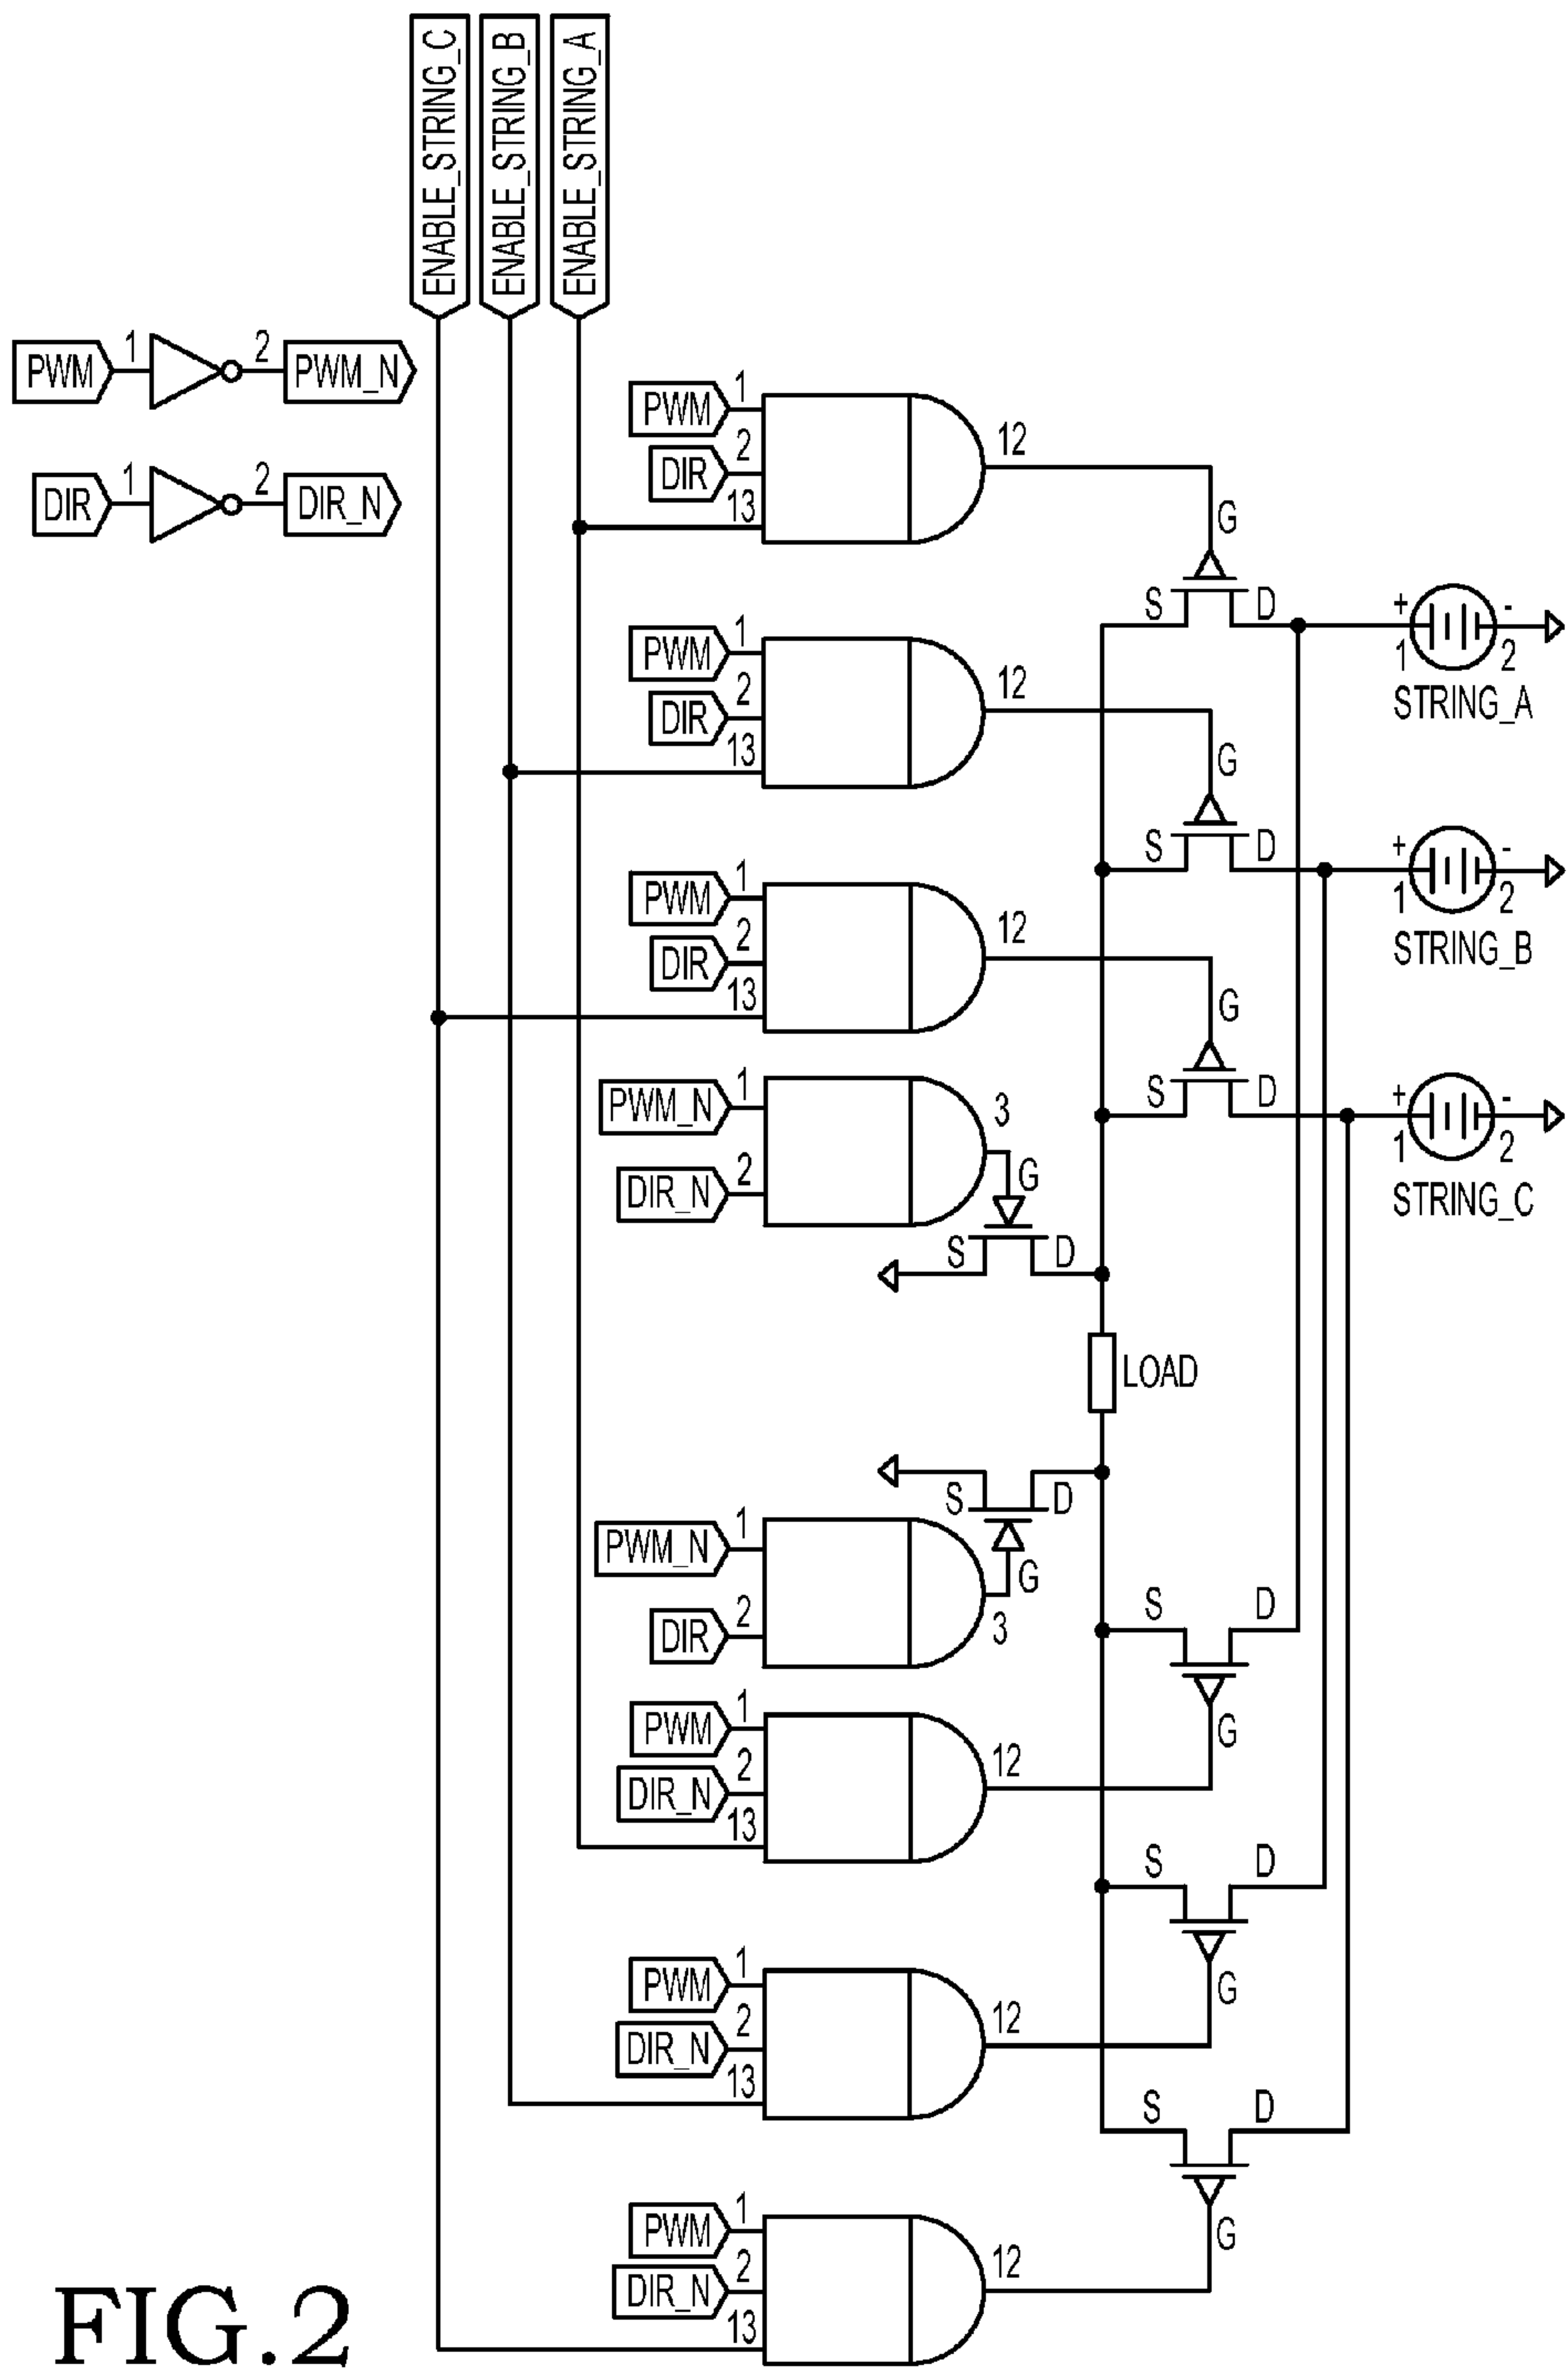 ENABLE_STRING_C
ENABLE_STRING_B
ENABLE_STRING_A
PWM 1 2 PWM_N
DIR 1 2 DIR_N
PWM 1
DIR 2
13
12
G
S D
+ -
1 2
STRING_A
PWM 1
DIR 2
13
12
G
S D
+ -
1 2
STRING_B
PWM 1
DIR 2
13
12
G
S D
+ -
1 2
STRING_C
PWM_N 1
DIR_N 2
3
G
S D
LOAD
S D
PWM_N 1
DIR 2
G
3
S D
PWM 1
DIR_N 2
13
12
G
S D
PWM 1
DIR_N 2
13
12
G
S D
PWM 1
DIR_N 2
13
12
G
FIG.2